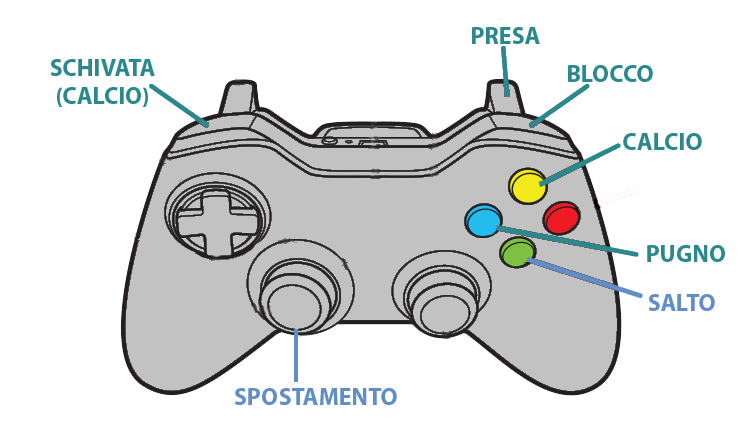 PRESA
SCHIVATA
(CALCIO)
BLOCCO
CALCIO
PUGNO
SALTO
SPOSTAMENTO